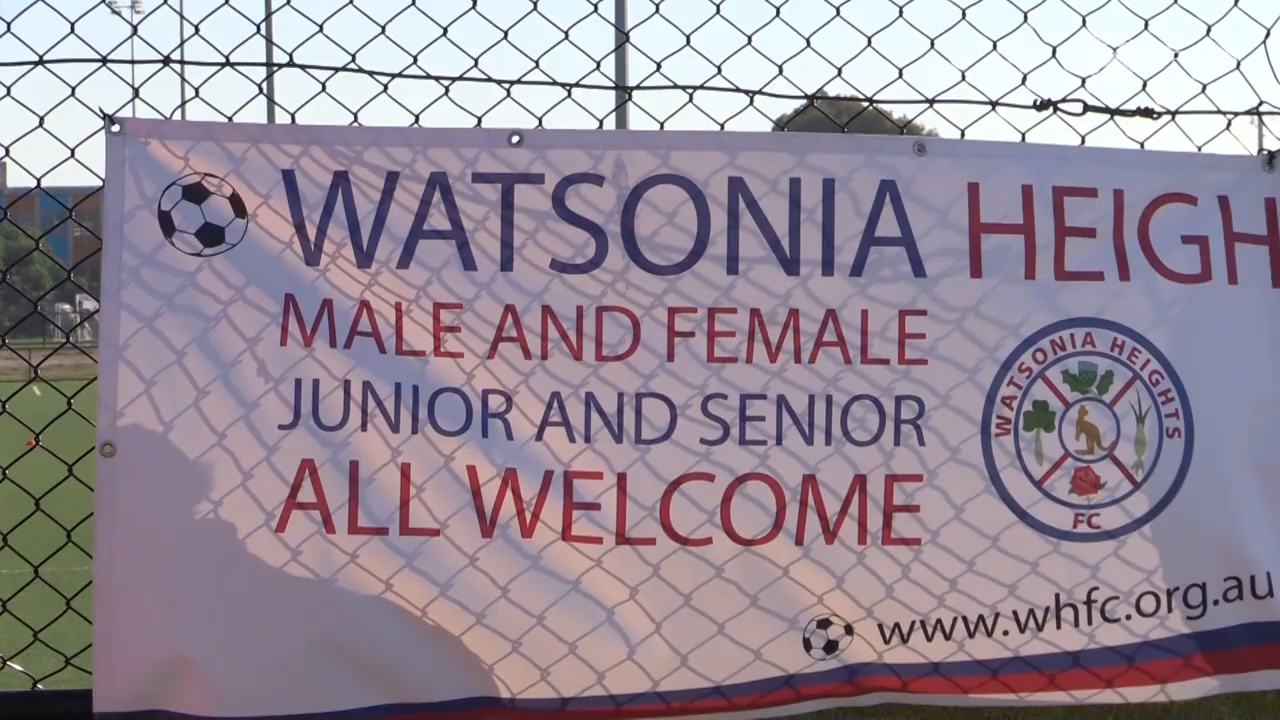 WATSONIA HEIGH
MALE AND FEMALE
JUNIOR AND SENIOR
ALL WELCOME
WATSONIA HEIGHTS
FC
www.whfc.org.au